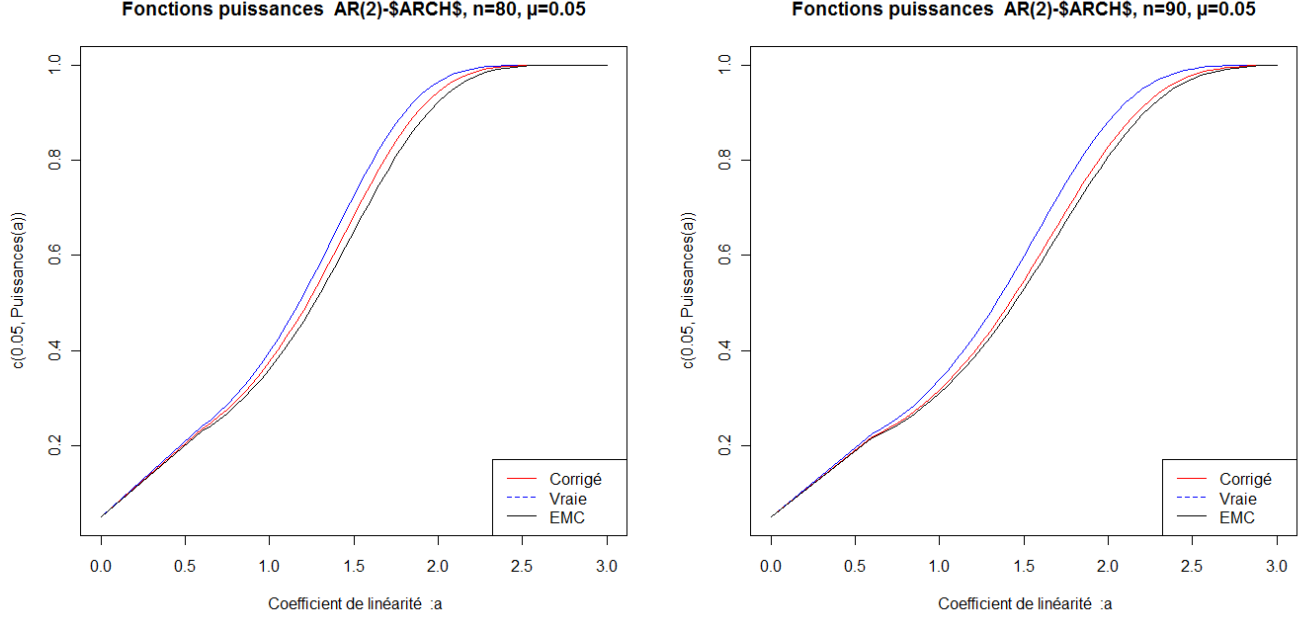 Fonctions puissances AR(2)-$ARCH$, n=80, µ=0.05
c(0.05, Puissances(a))
1.0
0.8
0.6
0.4
0.2
Corrigé
Vraie
EMC
0.0 0.5 1.0 1.5 2.0 2.5 3.0
Coefficient de linéarité :a
Fonctions puissances AR(2)-$ARCH$, n=90, µ=0.05
c(0.05, Puissances(a))
1.0
0.8
0.6
0.4
0.2
Corrigé
Vraie
EMC
0.0 0.5 1.0 1.5 2.0 2.5 3.0
Coefficient de linéarité :a